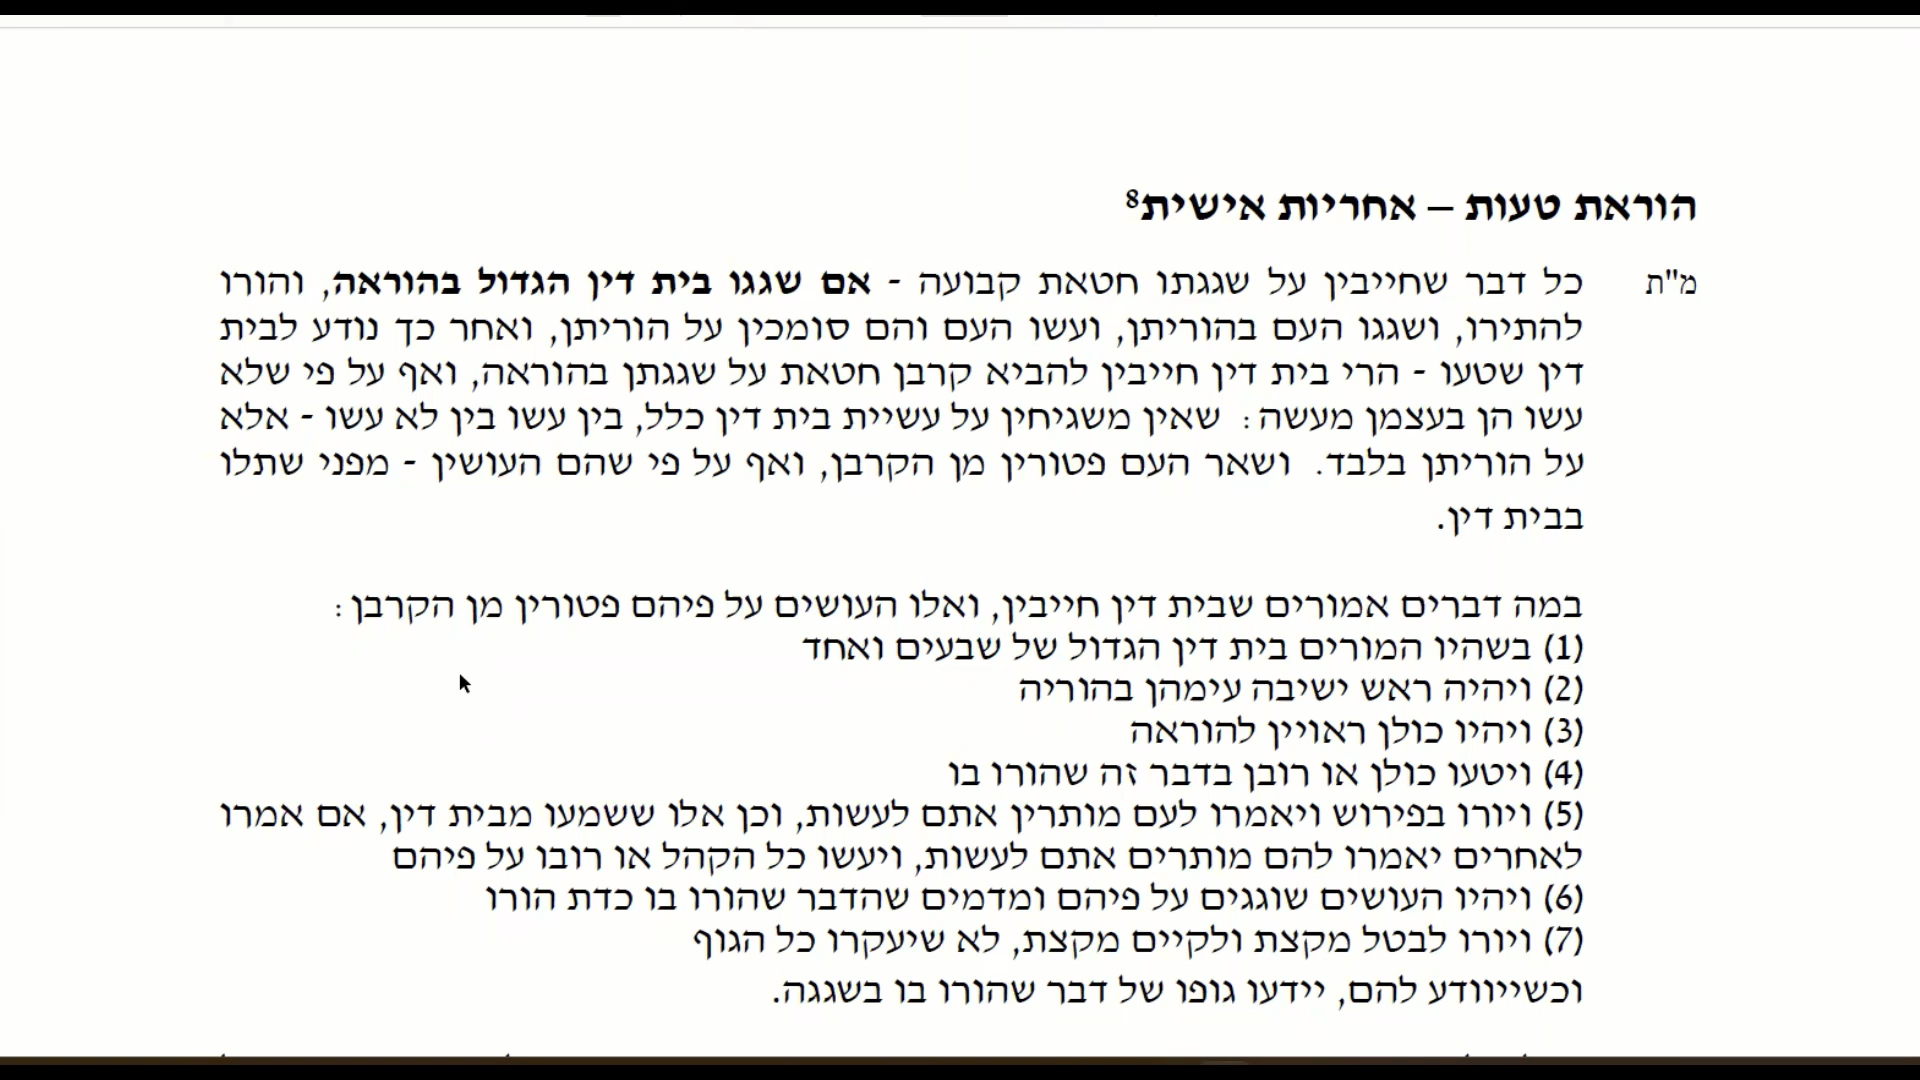 הוראת טעות – אחריות אישית8
מ"ת כל דבר שחייבין על שגגתו חטאת קבועה - אם שגגו בית דין הגדול בהוראה, והורו
להתירו, ושגגו העם בהוריתן, ועשו העם והם סומכין על הוריתן, ואחר כך נודע לבית
דין שטעו - הרי בית דין חייבין להביא קרבן חטאת על שגגתן בהוראה, ואף על פי שלא
עשו הן בעצמן מעשה: שאין משגיחין על עשיית בית דין כלל, בין עשו בין לא עשו - אלא
על הוריתן בלבד. ושאר העם פטורין מן הקרבן, ואף על פי שהם העושין - מפני שתלו
בבית דין.
במה דברים אמורים שבית דין חייבין, ואלו העושים על פיהם פטורין מן הקרבן:
(1) בשהיו המורים בית דין הגדול של שבעים ואחד
(2) ויהיה ראש ישיבה עימהן בהוריה
(3) ויהיו כולן ראויין להוראה
(4) ויטעו כולן או רובן בדבר זה שהורו בו
(5) ויורו בפירוש ויאמרו לעם מותרין אתם לעשות, וכן אלו ששמעו מבית דין, אם אמרו
לאחרים יאמרו להם מותרים אתם לעשות, ויעשו כל הקהל או רובו על פיהם
(6) ויהיו העושים שוגגים על פיהם ומדמים שהדבר שהורו בו כדת הורו
(7) ויורו לבטל מקצת ולקיים מקצת, לא שיעקרו כל הגוף
וכשייוודע להם, יידעו גופו של דבר שהורו בו בשגגה.